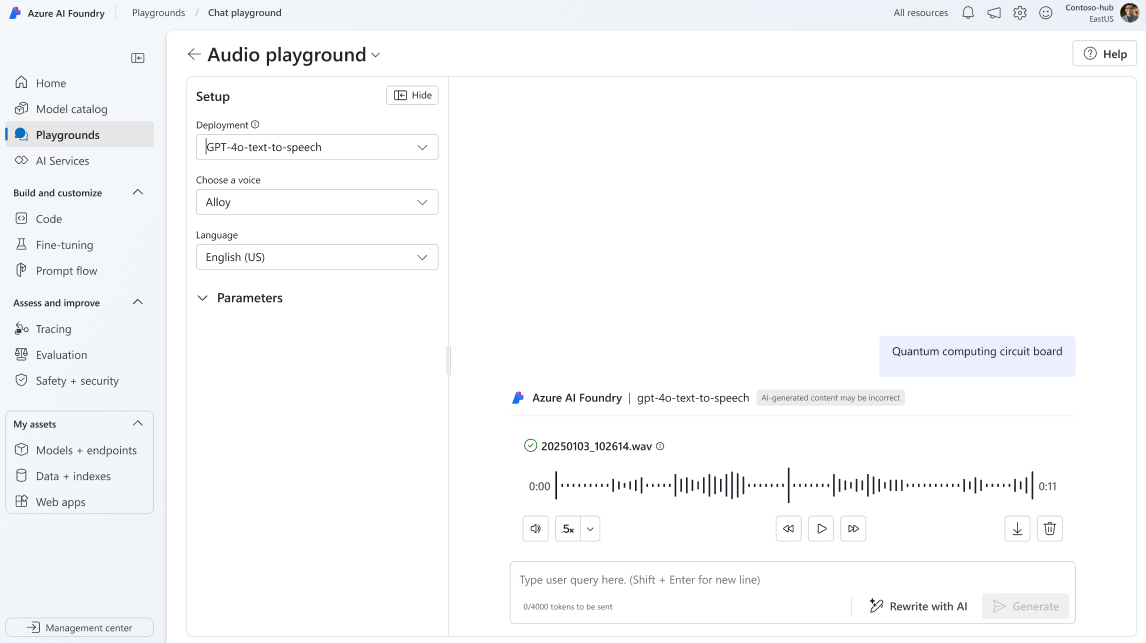 Azure AI Foundry
Playgrounds / Chat playground
All resources
Contoso-hub
EastUS
Home
Model catalog
Playgrounds
AI Services
Build and customize
Code
Fine-tuning
Prompt flow
Assess and improve
Tracing
Evaluation
Safety + security
My assets
Models + endpoints
Data + indexes
Web apps
Management center
Audio playground
Help
Setup
Hide
Deployment
GPT-4o-text-to-speech
Choose a voice
Alloy
Language
English (US)
Parameters
Quantum computing circuit board
Azure AI Foundry | gpt-4o-text-to-speech AI-generated content may be incorrect
20250103_102614.wav
0:00 0:11
.5x
Type user query here. (Shift + Enter for new line)
0/4000 tokens to be sent
Rewrite with AI
Generate